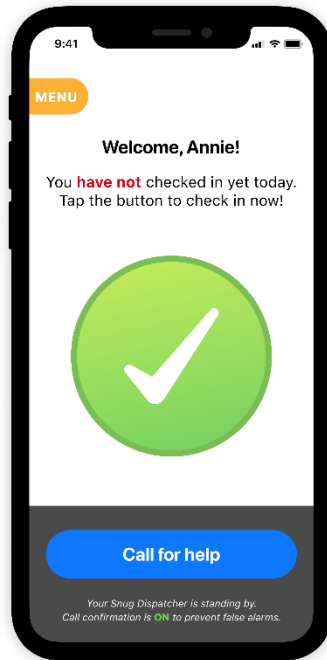 9:41
MENU
Welcome, Annie!
You have not checked in yet today.
Tap the button to check in now!
Call for help
Your Snug Dispatcher is standing by.
Call confirmation is ON to prevent false alarms.